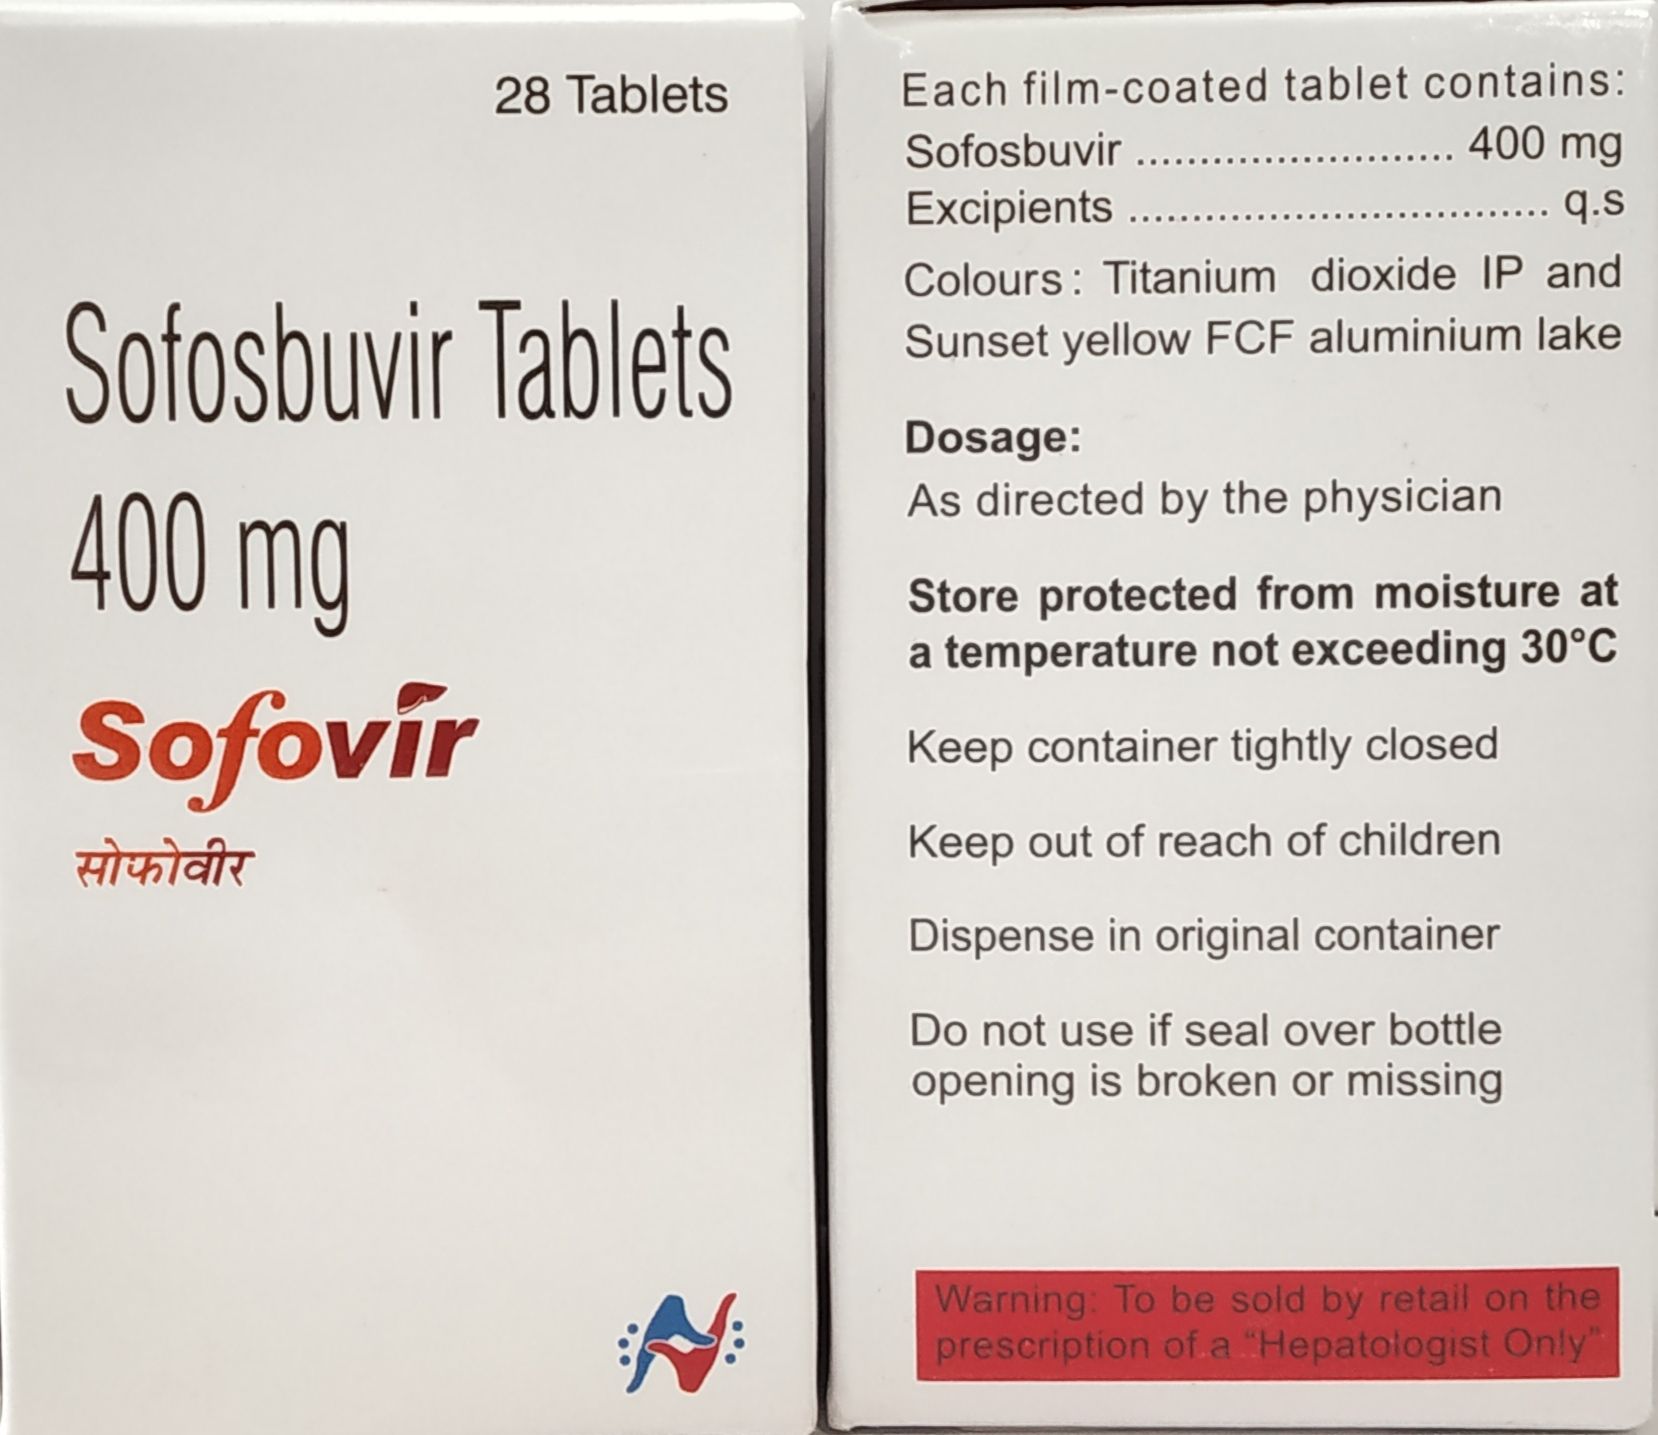 28 Tablets
Sofosbuvir Tablets
400 mg
Sofovir
सोफोवीर
Each film-coated tablet contains:
Sofosbuvir ......................... 400 mg
Excipients ................................. q.s
Colours : Titanium dioxide IP and
Sunset yellow FCF aluminium lake
Dosage:
As directed by the physician
Store protected from moisture at
a temperature not exceeding 30°C
Keep container tightly closed
Keep out of reach of children
Dispense in original container
Do not use if seal over bottle
opening is broken or missing
Warning: To be sold by retail on the
prescription of a "Hepatologist Only"